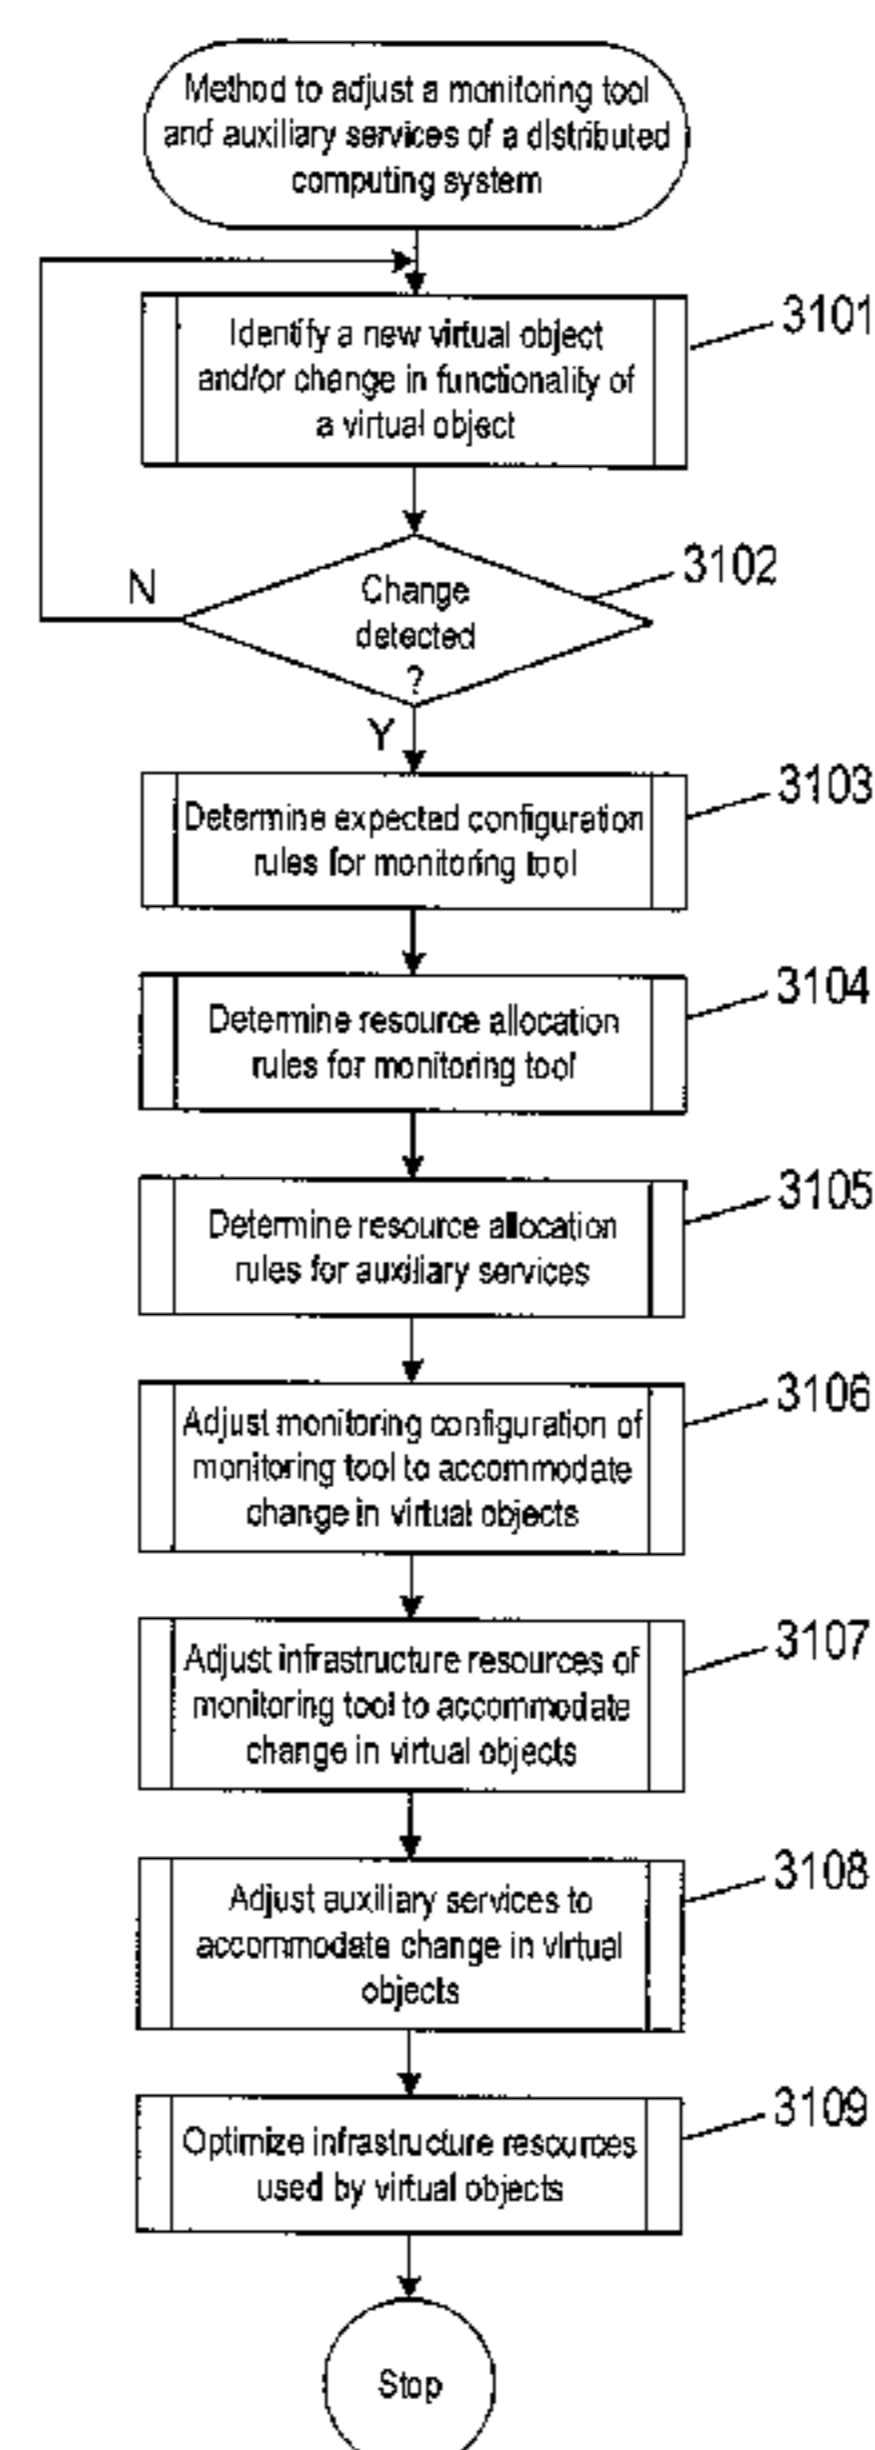 Method to adjust a monitoring tool
and auxiliary services of a distributed
computing system
3101
Identify a new virtual object
and/or change in functionality of
a virtual object
3102
N
Change
detected
?
Y
3103
Determine expected configuration
rules for monitoring tool
3104
Determine resource allocation
rules for monitoring tool
3105
Determine resource allocation
rules for auxiliary services
3106
Adjust monitoring configuration of
monitoring tool to accommodate
change in virtual objects
3107
Adjust infrastructure resources of
monitoring tool to accommodate
change in virtual objects
3108
Adjust auxiliary services to
accommodate change in virtual
objects
3109
Optimize infrastructure resources
used by virtual objects
Stop